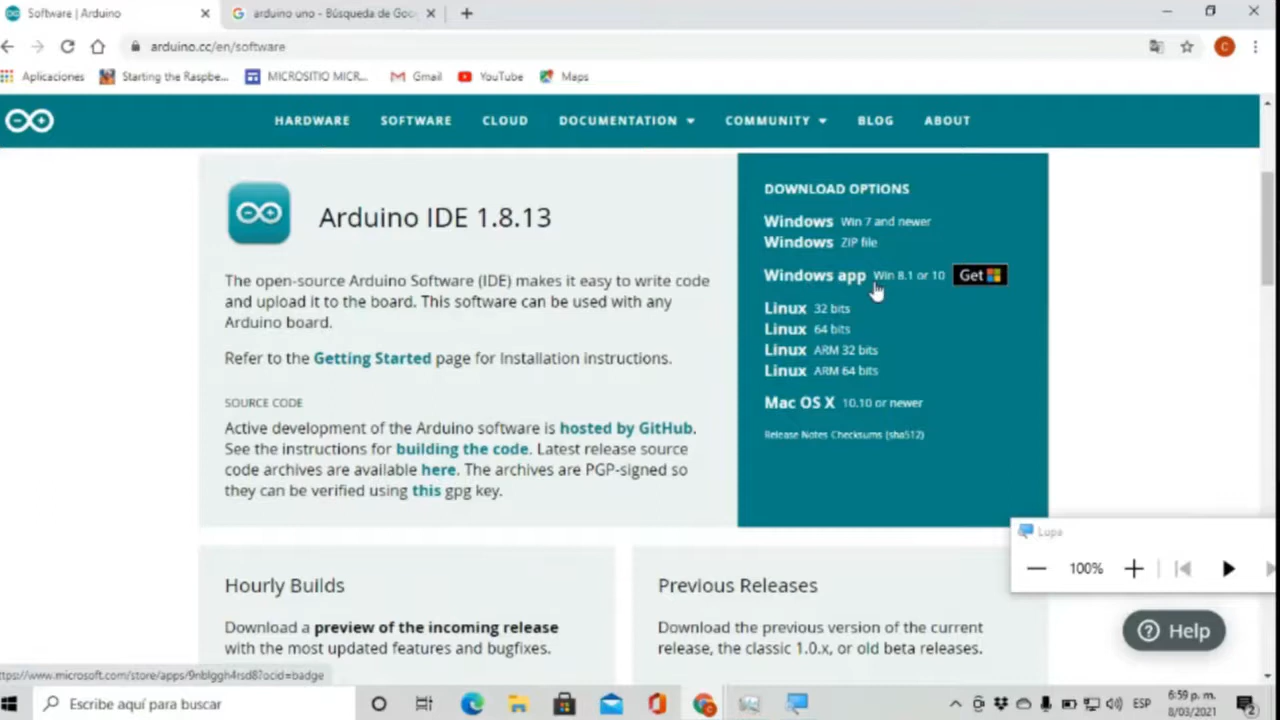 Software | Arduino
arduino uno - Búsqueda de Goo
arduino.cc/en/software
C
Aplicaciones
Starting the Raspbe...
MICROSITIO MICR...
Gmail
YouTube
Maps
HARDWARE
SOFTWARE
CLOUD
DOCUMENTATION
COMMUNITY
BLOG
ABOUT
Arduino IDE 1.8.13
The open-source Arduino Software (IDE) makes it easy to write code
and upload it to the board. This software can be used with any
Arduino board.
Refer to the Getting Started page for Installation instructions.
SOURCE CODE
Active development of the Arduino software is hosted by GitHub.
See the instructions for building the code. Latest release source
code archives are available here. The archives are PGP-signed so
they can be verified using this gpg key.
DOWNLOAD OPTIONS
Windows Win 7 and newer
Windows ZIP file
Windows app Win 8.1 or 10 Get
Linux 32 bits
Linux 64 bits
Linux ARM 32 bits
Linux ARM 64 bits
Mac OS X 10.10 or newer
Release Notes Checksums (sha512)
Hourly Builds
Download a preview of the incoming release
with the most updated features and bugfixes.
Previous Releases
Download the previous version of the current
release, the classic 1.0.x, or old beta releases.
Lupa
100%
Help
ttps://www.microsoft.com/store/apps/9nblggh4rsd8?ocid=badge
Escribe aquí para buscar
ESP
6:59 p. m.
8/03/2021
2